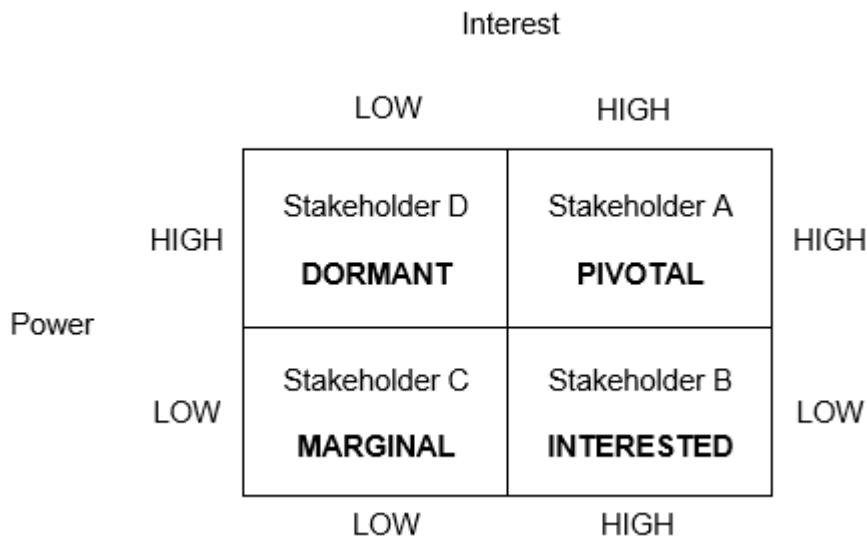 Interest
LOW HIGH
Stakeholder D Stakeholder A
HIGH HIGH
DORMANT PIVOTAL
Power
Stakeholder C Stakeholder B
LOW LOW
MARGINAL INTERESTED
LOW HIGH